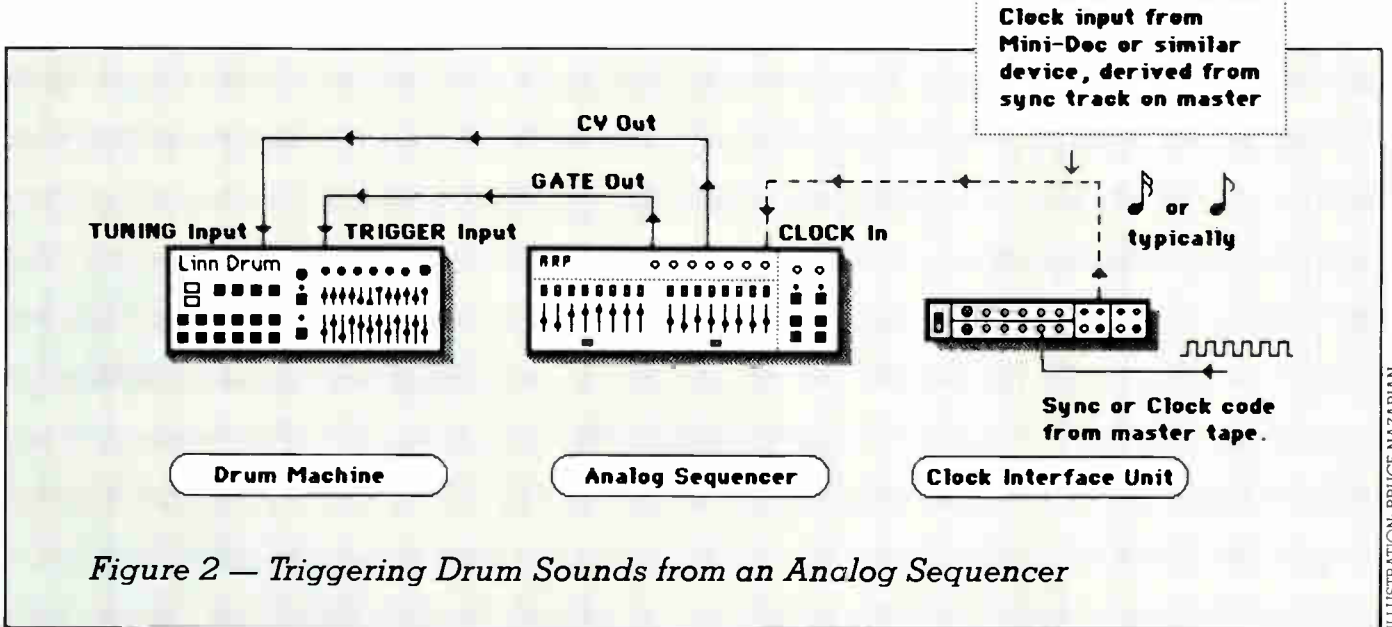 Clock input from
Mini-Doc or similar
device, derived from
sync track on master
CV Out
GATE Out
TUNING Input
TRIGGER Input
CLOCK In
or
typically
Linn Drum
ARP
Sync or Clock code
from master tape.
Drum Machine
Analog Sequencer
Clock Interface Unit
Figure 2 — Triggering Drum Sounds from an Analog Sequencer
ILLUSTRATION: BRUCE NAZARIAN